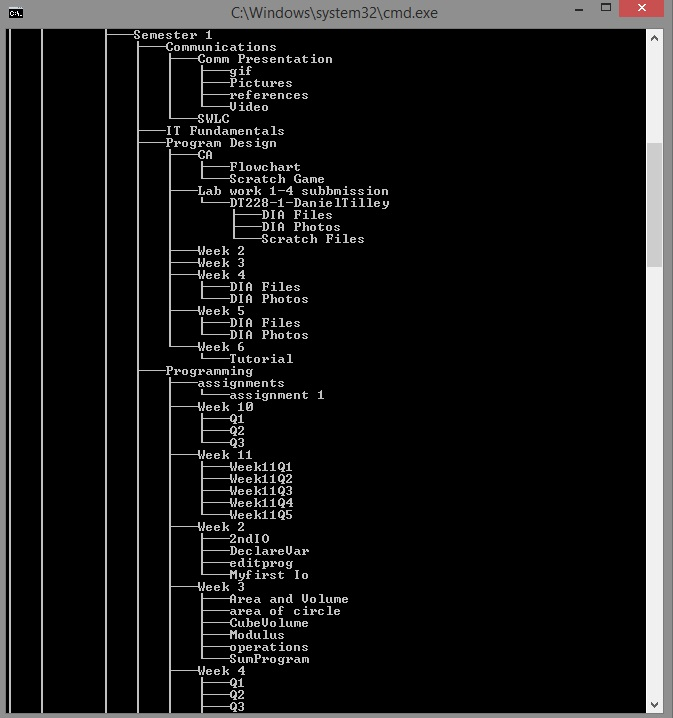 C:\Windows\system32\cmd.exe
Semester 1
Communications
Comm Presentation
gif
Pictures
references
Video
SWLC
IT Fundamentals
Program Design
CA
Flowchart
Scratch Game
Lab work 1-4 subbmission
DT228-1-DanielTilley
DIA Files
DIA Photos
Scratch Files
Week 2
Week 3
Week 4
DIA Files
DIA Photos
Week 5
DIA Files
DIA Photos
Week 6
Tutorial
Programming
assignments
assignment 1
Week 10
Q1
Q2
Q3
Week 11
Week11Q1
Week11Q2
Week11Q3
Week11Q4
Week11Q5
Week 2
2ndIO
DeclareVar
editprog
Myfirst Io
Week 3
Area and Volume
area of circle
CubeVolume
Modulus
operations
SumProgram
Week 4
Q1
Q2
Q3